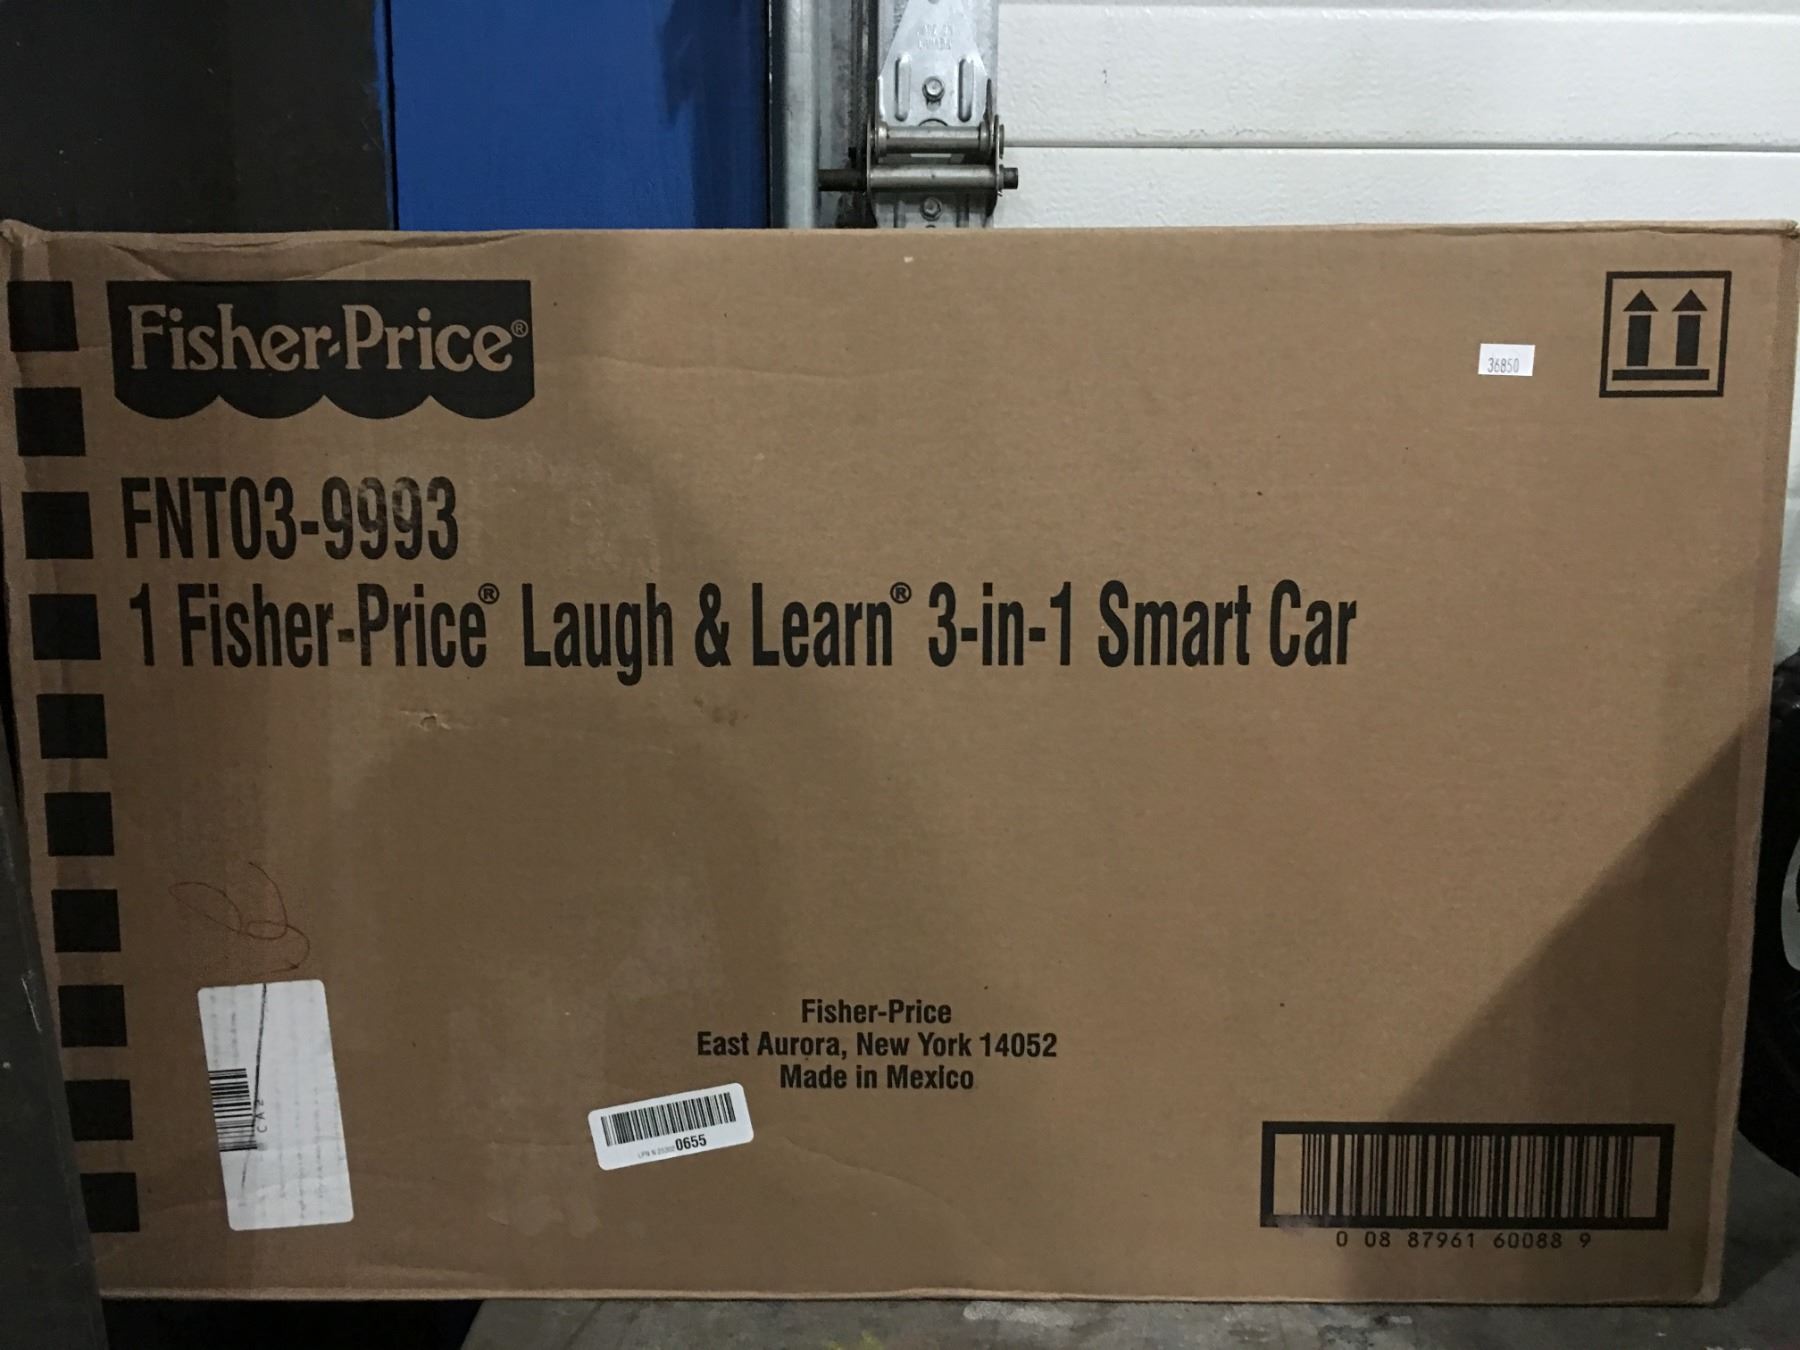 Fisher-Price®
36850
FNT03-9993
1 Fisher-Price® Laugh & Learn® 3-in-1 Smart Car
Fisher-Price
East Aurora, New York 14052
Made in Mexico
0655
0 08 87961 60088 9